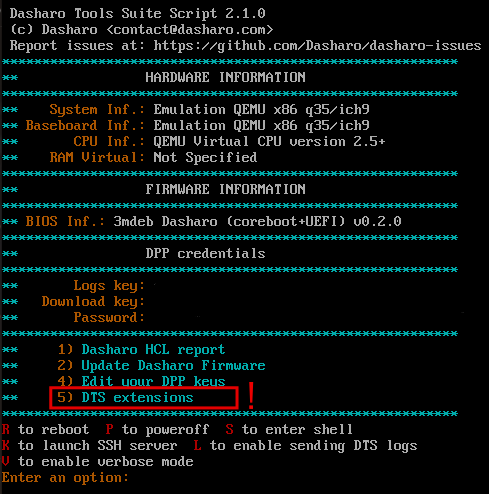 Dasharo Tools Suite Script 2.1.0
(c) Dasharo <contact@dasharo.com>
Report issues at: https://github.com/Dasharo/dasharo-issues
*********************************************************
** HARDWARE INFORMATION
*********************************************************
** System Inf.: Emulation QEMU x86 q35/ich9
** Baseboard Inf.: Emulation QEMU x86 q35/ich9
** CPU Inf.: QEMU Virtual CPU version 2.5+
** RAM Virtual: Not Specified
*********************************************************
** FIRMWARE INFORMATION
*********************************************************
** BIOS Inf.: 3mdeb Dasharo (coreboot+UEFI) v0.2.0
*********************************************************
** DPP credentials
*********************************************************
** Logs key:
** Download key:
** Password:
*********************************************************
** 1) Dasharo HCL report
** 2) Update Dasharo Firmware
** 4) Edit your DPP keys
** 5) DTS extensions !
*********************************************************
R to reboot P to poweroff S to enter shell
K to launch SSH server L to enable sending DTS logs
V to enable verbose mode
Enter an option: